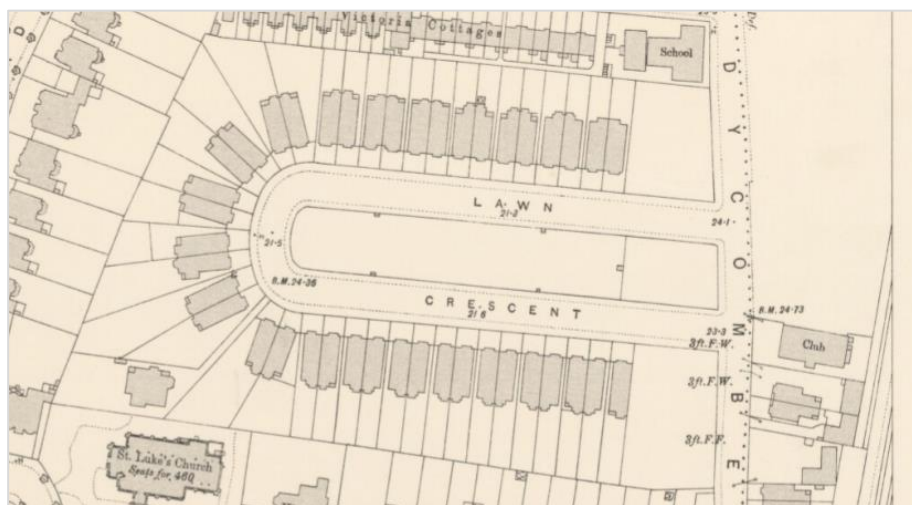 Victoria Cottages
School
D Y C O M B E
LAWN
21·2
24·1
21·5
B.M. 24·36
CRESCENT
21·6
B.M. 24·73
23·3
3ft. F.W.
Club
3ft. F.W.
3ft. F.F.
St. Luke's Church
Seats for 460